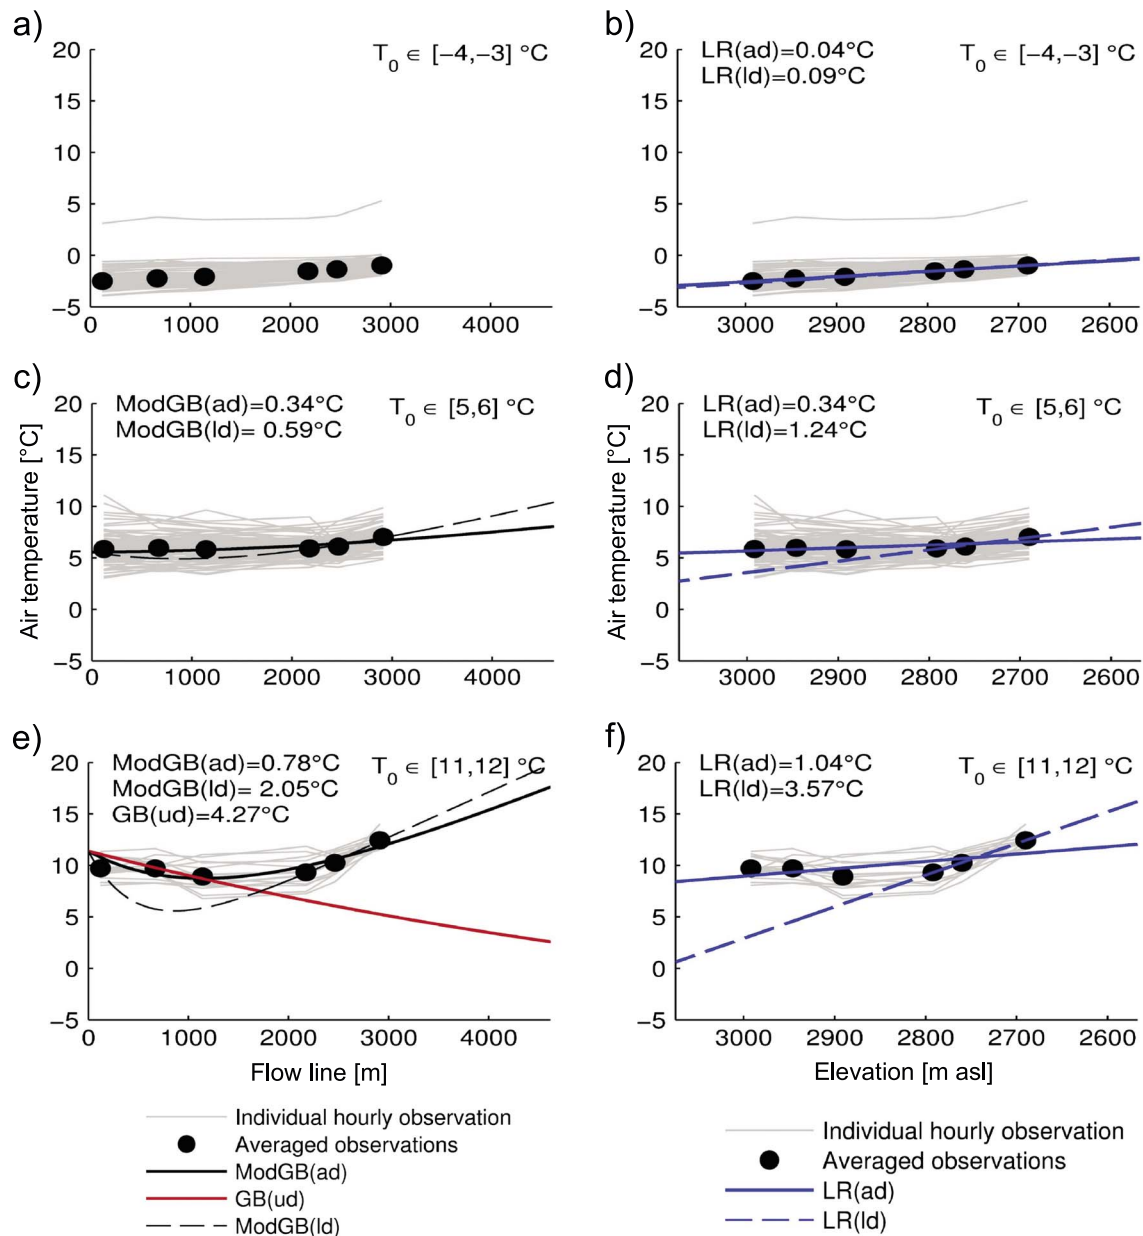 a)
T0 ∈ [−4,−3] °C
20
15
10
5
0
−5
0 1000 2000 3000 4000
b)
LR(ad)=0.04°C
LR(ld)=0.09°C
T0 ∈ [−4,−3] °C
20
15
10
5
0
−5
3000 2900 2800 2700 2600
c)
ModGB(ad)=0.34°C
ModGB(ld)= 0.59°C
T0 ∈ [5,6] °C
Air temperature [°C]
20
15
10
5
0
−5
0 1000 2000 3000 4000
d)
LR(ad)=0.34°C
LR(ld)=1.24°C
T0 ∈ [5,6] °C
Air temperature [°C]
20
15
10
5
0
−5
3000 2900 2800 2700 2600
e)
ModGB(ad)=0.78°C
ModGB(ld)= 2.05°C
GB(ud)=4.27°C
T0 ∈ [11,12] °C
20
15
10
5
0
−5
0 1000 2000 3000 4000
Flow line [m]
f)
LR(ad)=1.04°C
LR(ld)=3.57°C
T0 ∈ [11,12] °C
20
15
10
5
0
−5
3000 2900 2800 2700 2600
Elevation [m asl]
Individual hourly observation
Averaged observations
ModGB(ad)
GB(ud)
ModGB(ld)
Individual hourly observation
Averaged observations
LR(ad)
LR(ld)